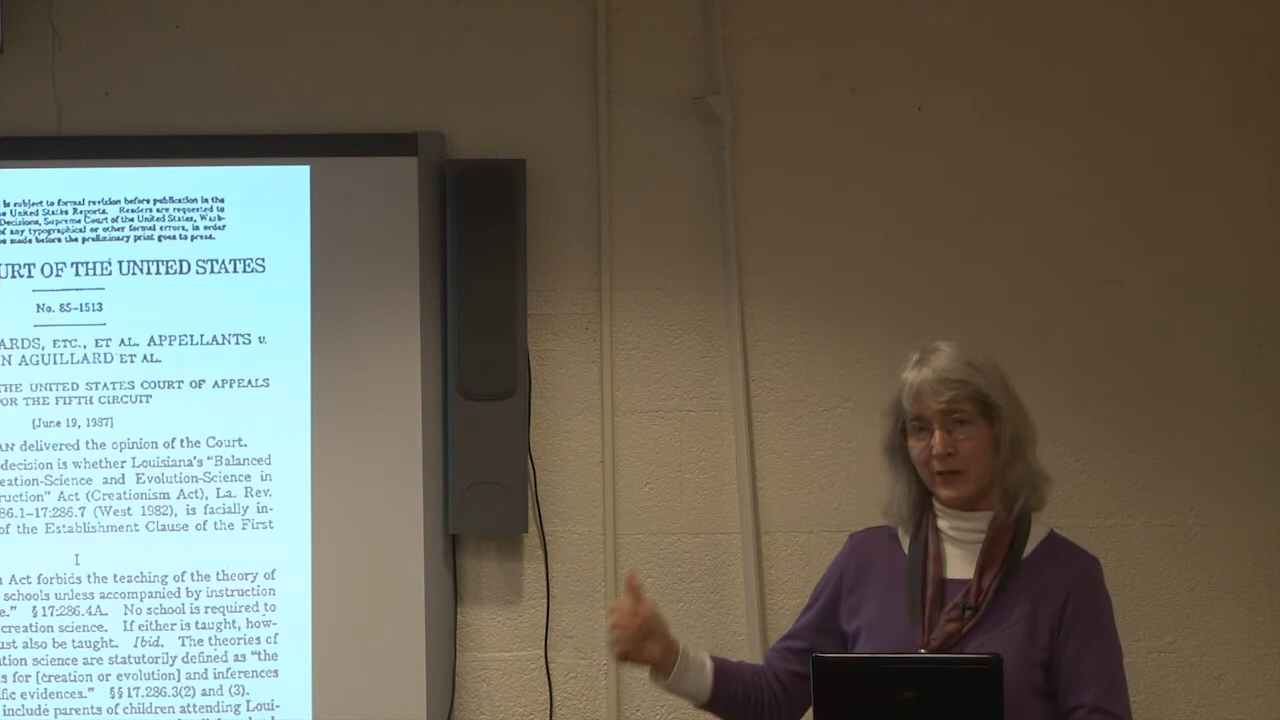 is subject to formal revision before publication in the
United States Reports. Readers are requested to
Decisions, Supreme Court of the United States, Wash-
of any typographical or other formal errors, in order
made before the preliminary print goes to press.
URT OF THE UNITED STATES
No. 85–1513
ARDS, ETC., ET AL. APPELLANTS v.
N AGUILLARD ET AL.
THE UNITED STATES COURT OF APPEALS
OR THE FIFTH CIRCUIT
[June 19, 1987]
AN delivered the opinion of the Court.
decision is whether Louisiana's "Balanced
eation-Science and Evolution-Science in
ruction" Act (Creationism Act), La. Rev.
86.1–17:286.7 (West 1982), is facially in-
of the Establishment Clause of the First
I
Act forbids the teaching of the theory of
schools unless accompanied by instruction
e." § 17:286.4A. No school is required to
creation science. If either is taught, how-
ust also be taught. Ibid. The theories of
tion science are statutorily defined as "the
s for [creation or evolution] and inferences
fic evidences." §§ 17.286.3(2) and (3).
include parents of children attending Loui-